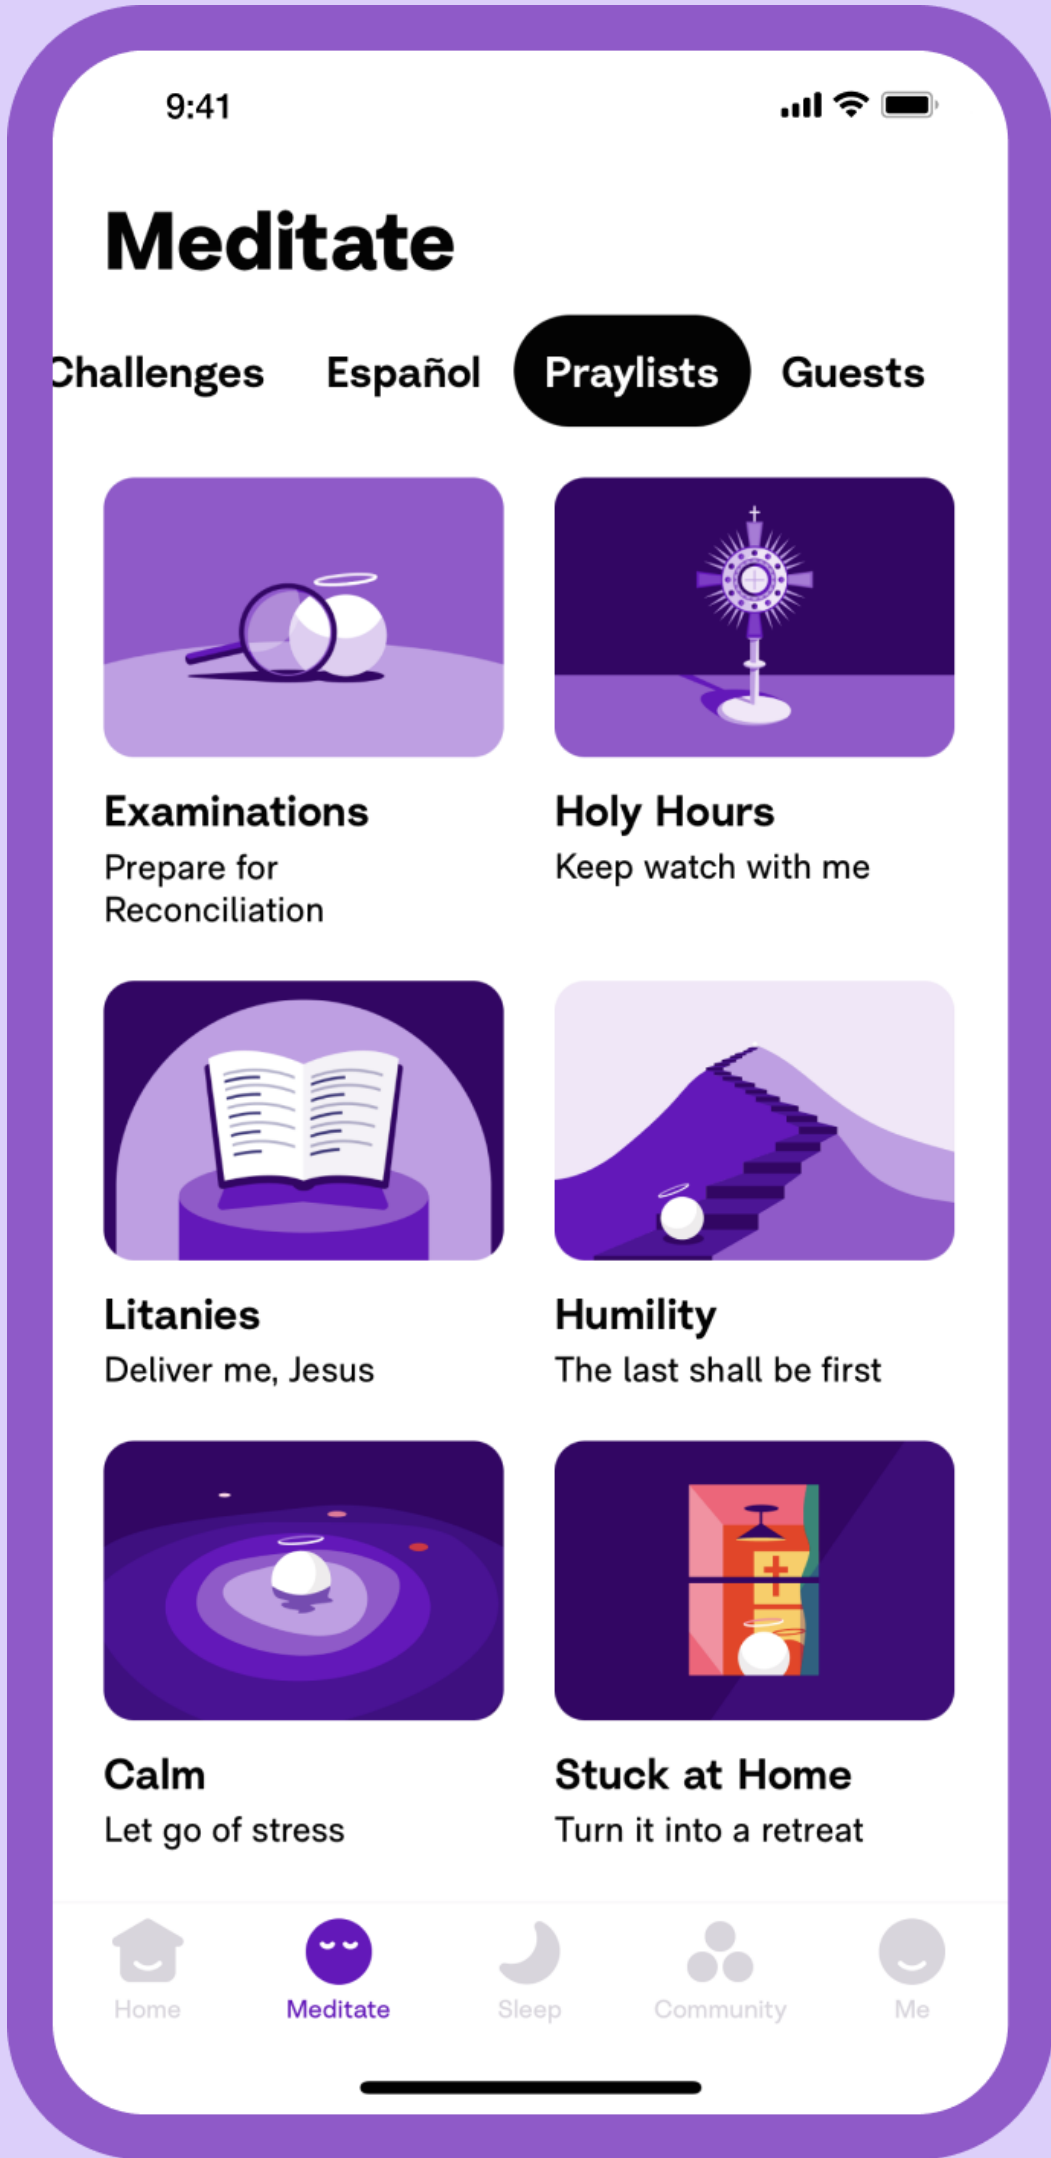 9:41
Meditate
Challenges Español Praylists Guests
Examinations
Prepare for
Reconciliation
Holy Hours
Keep watch with me
Litanies
Deliver me, Jesus
Humility
The last shall be first
Calm
Let go of stress
Stuck at Home
Turn it into a retreat
Home Meditate Sleep Community Me